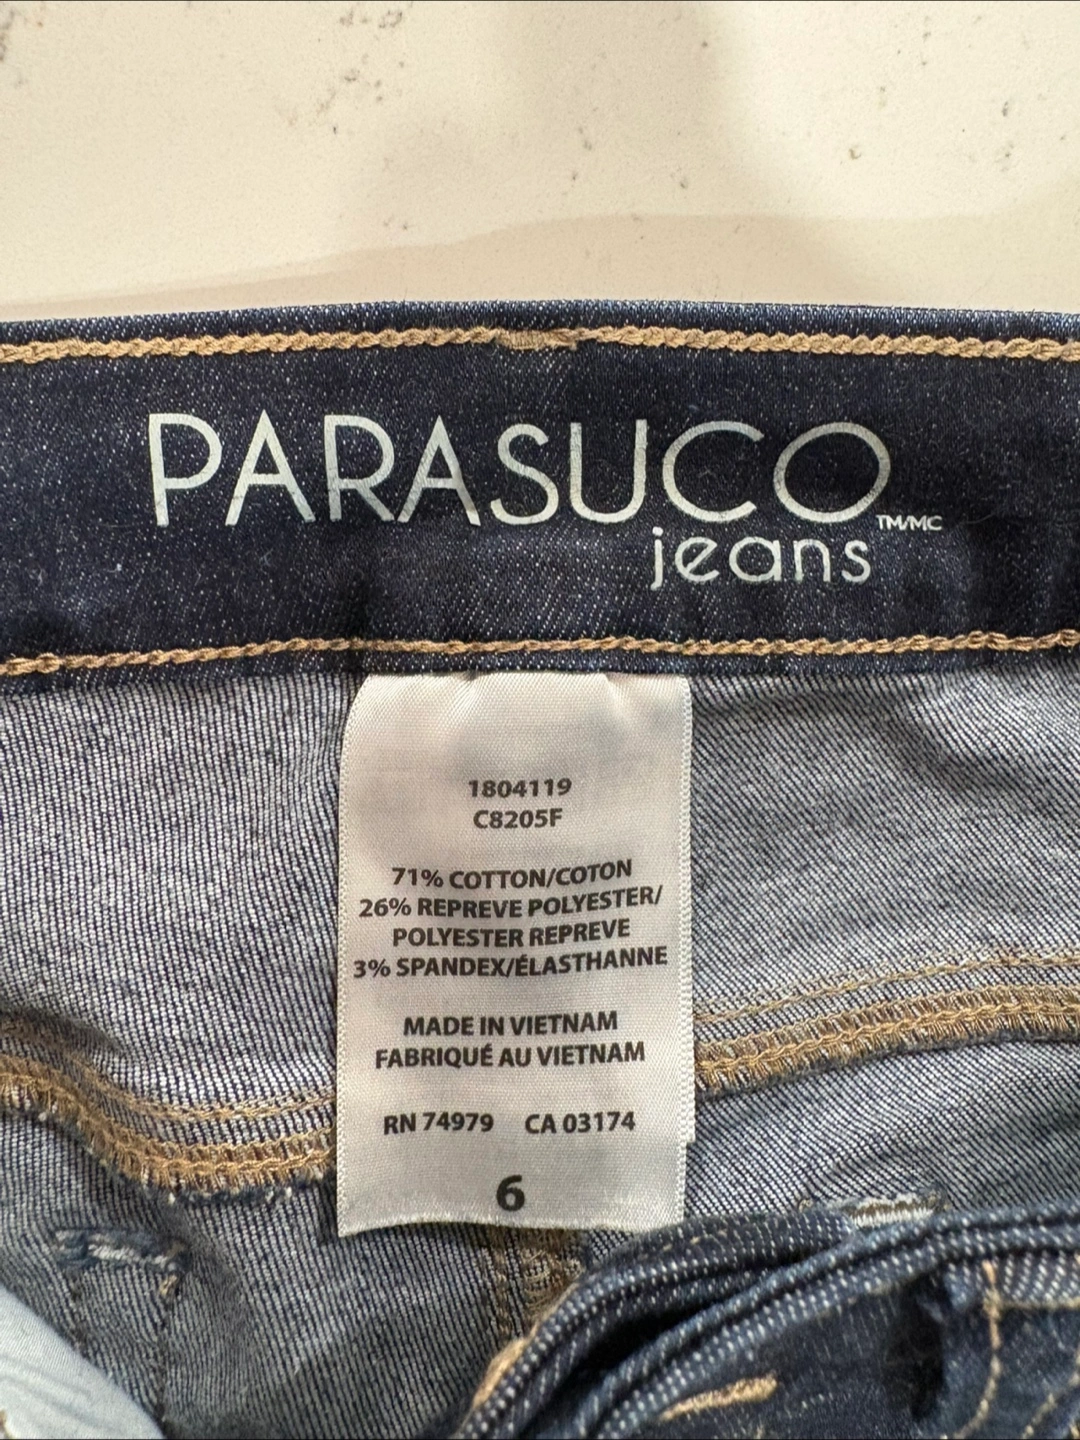 PARASUCO TM/MC
jeans
1804119
C8205F
71% COTTON/COTON
26% REPREVE POLYESTER/
POLYESTER REPREVE
3% SPANDEX/ÉLASTHANNE
MADE IN VIETNAM
FABRIQUÉ AU VIETNAM
RN 74979 CA 03174
6